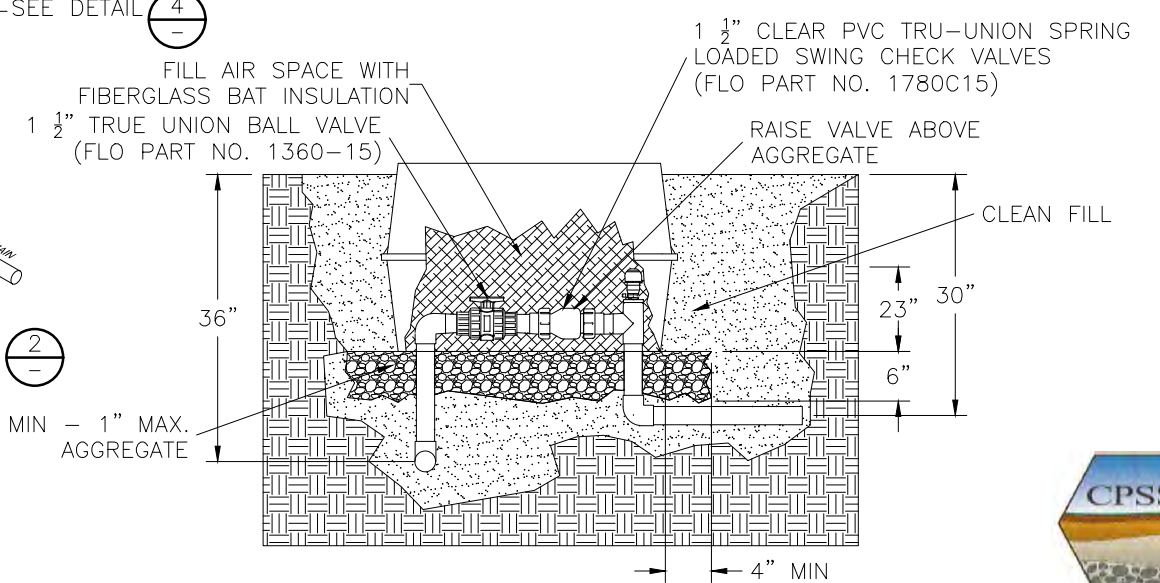 -SEE DETAIL 4
-
FILL AIR SPACE WITH
FIBERGLASS BAT INSULATION
1 1/2" TRUE UNION BALL VALVE
(FLO PART NO. 1360-15)
1 1/2" CLEAR PVC TRU-UNION SPRING
LOADED SWING CHECK VALVES
(FLO PART NO. 1780C15)
RAISE VALVE ABOVE
AGGREGATE
CLEAN FILL
36"
23"
30"
6"
2
-
MIN - 1" MAX.
AGGREGATE
4" MIN
CPSS